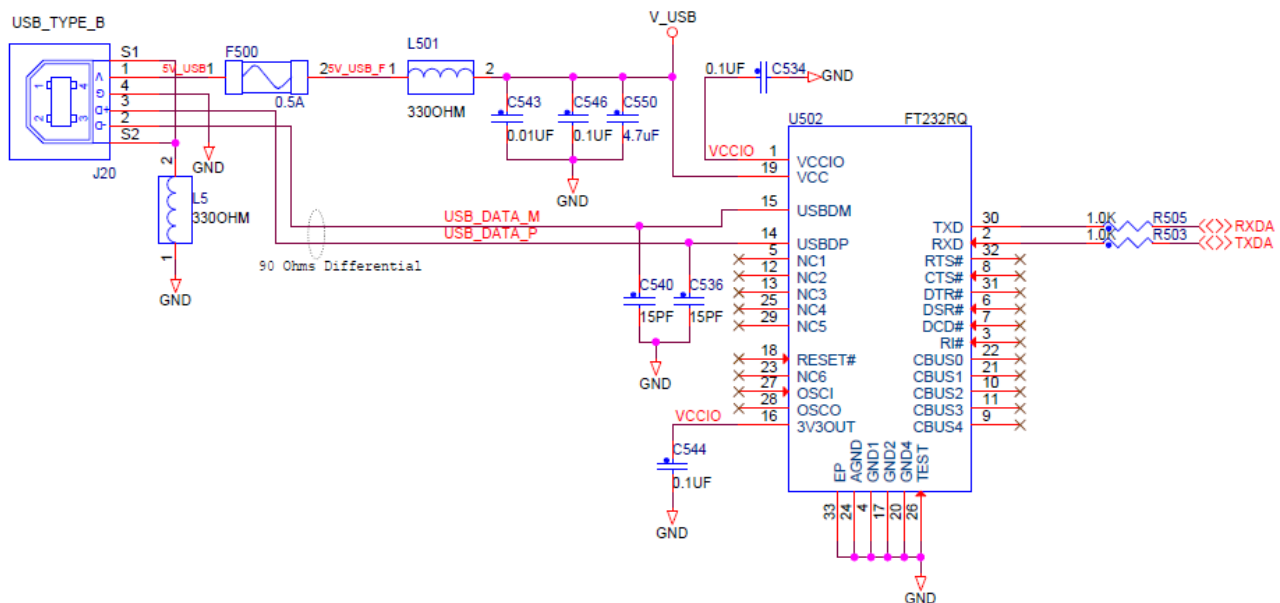 USB_TYPE_B
S1
1
4
3
2
S2
V
G
D+
D-
1
4
2
3
J20
5V_USB
1
F500
2
0.5A
5V_USB_F
1
L501
2
330OHM
V_USB
C543
0.01UF
C546
0.1UF
C550
4.7uF
GND
0.1UF
C534
GND
GND
2
L5
330OHM
1
GND
USB_DATA_M
USB_DATA_P
90 Ohms Differential
C540
15PF
C536
15PF
GND
VCCIO
C544
0.1UF
GND
U502
FT232RQ
VCCIO
1
VCCIO
19
VCC
15
USBDM
14
USBDP
5
NC1
12
NC2
13
NC3
25
NC4
29
NC5
18
RESET#
23
NC6
27
OSCI
28
OSCO
16
3V3OUT
TXD
30
1.0K
R505
RXDA
RXD
2
1.0K
R503
TXDA
RTS#
32
CTS#
8
DTR#
31
DSR#
6
DCD#
7
RI#
3
CBUS0
22
CBUS1
21
CBUS2
10
CBUS3
11
CBUS4
9
EP
AGND
GND1
GND2
GND4
TEST
33
24
4
17
20
26
GND